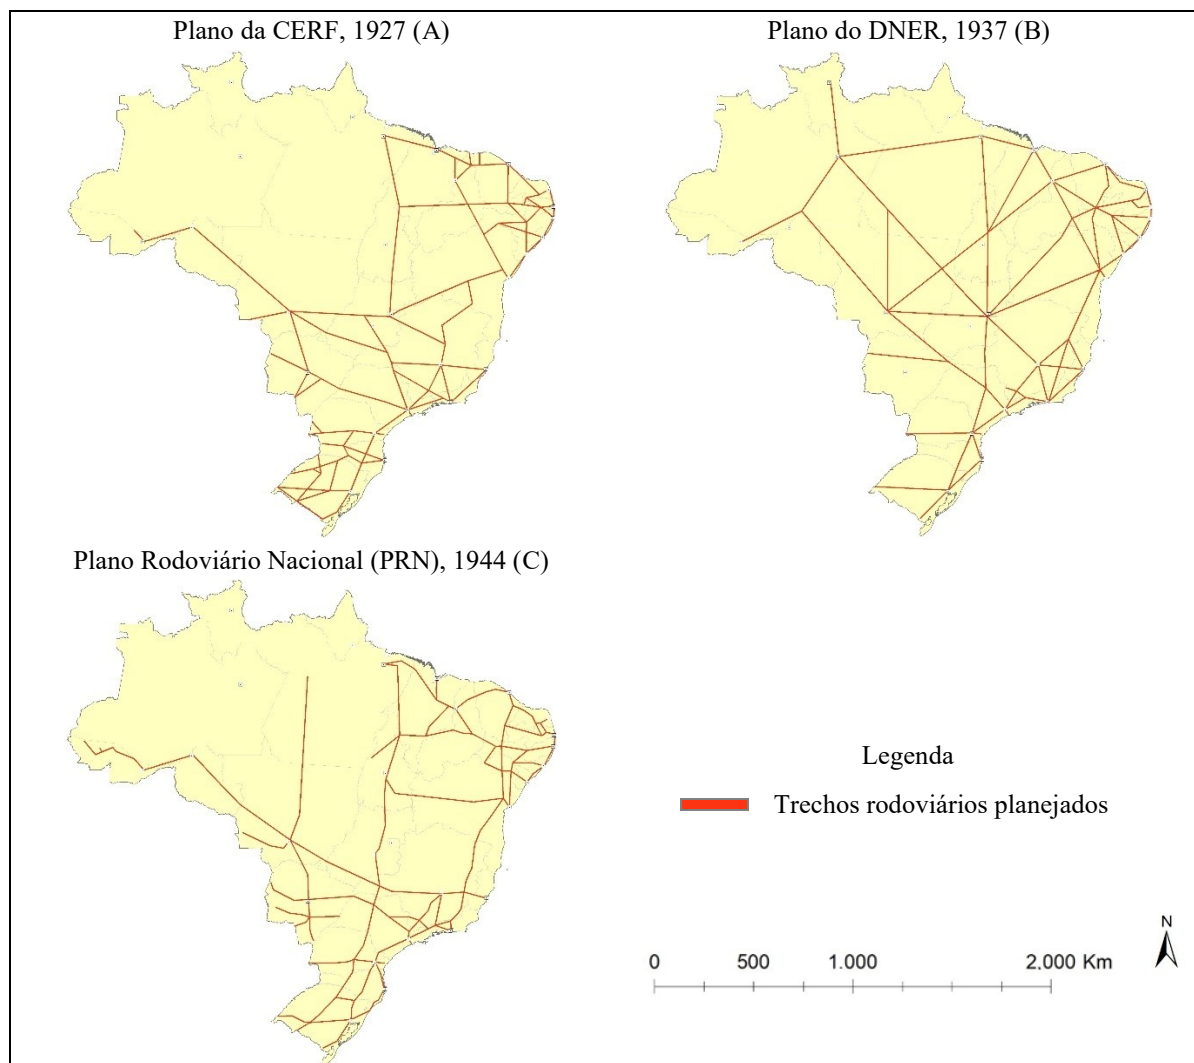 Plano da CERF, 1927 (A)
Plano do DNER, 1937 (B)
Plano Rodoviário Nacional (PRN), 1944 (C)
Legenda
Trechos rodoviários planejados
N
0 500 1.000 2.000 Km